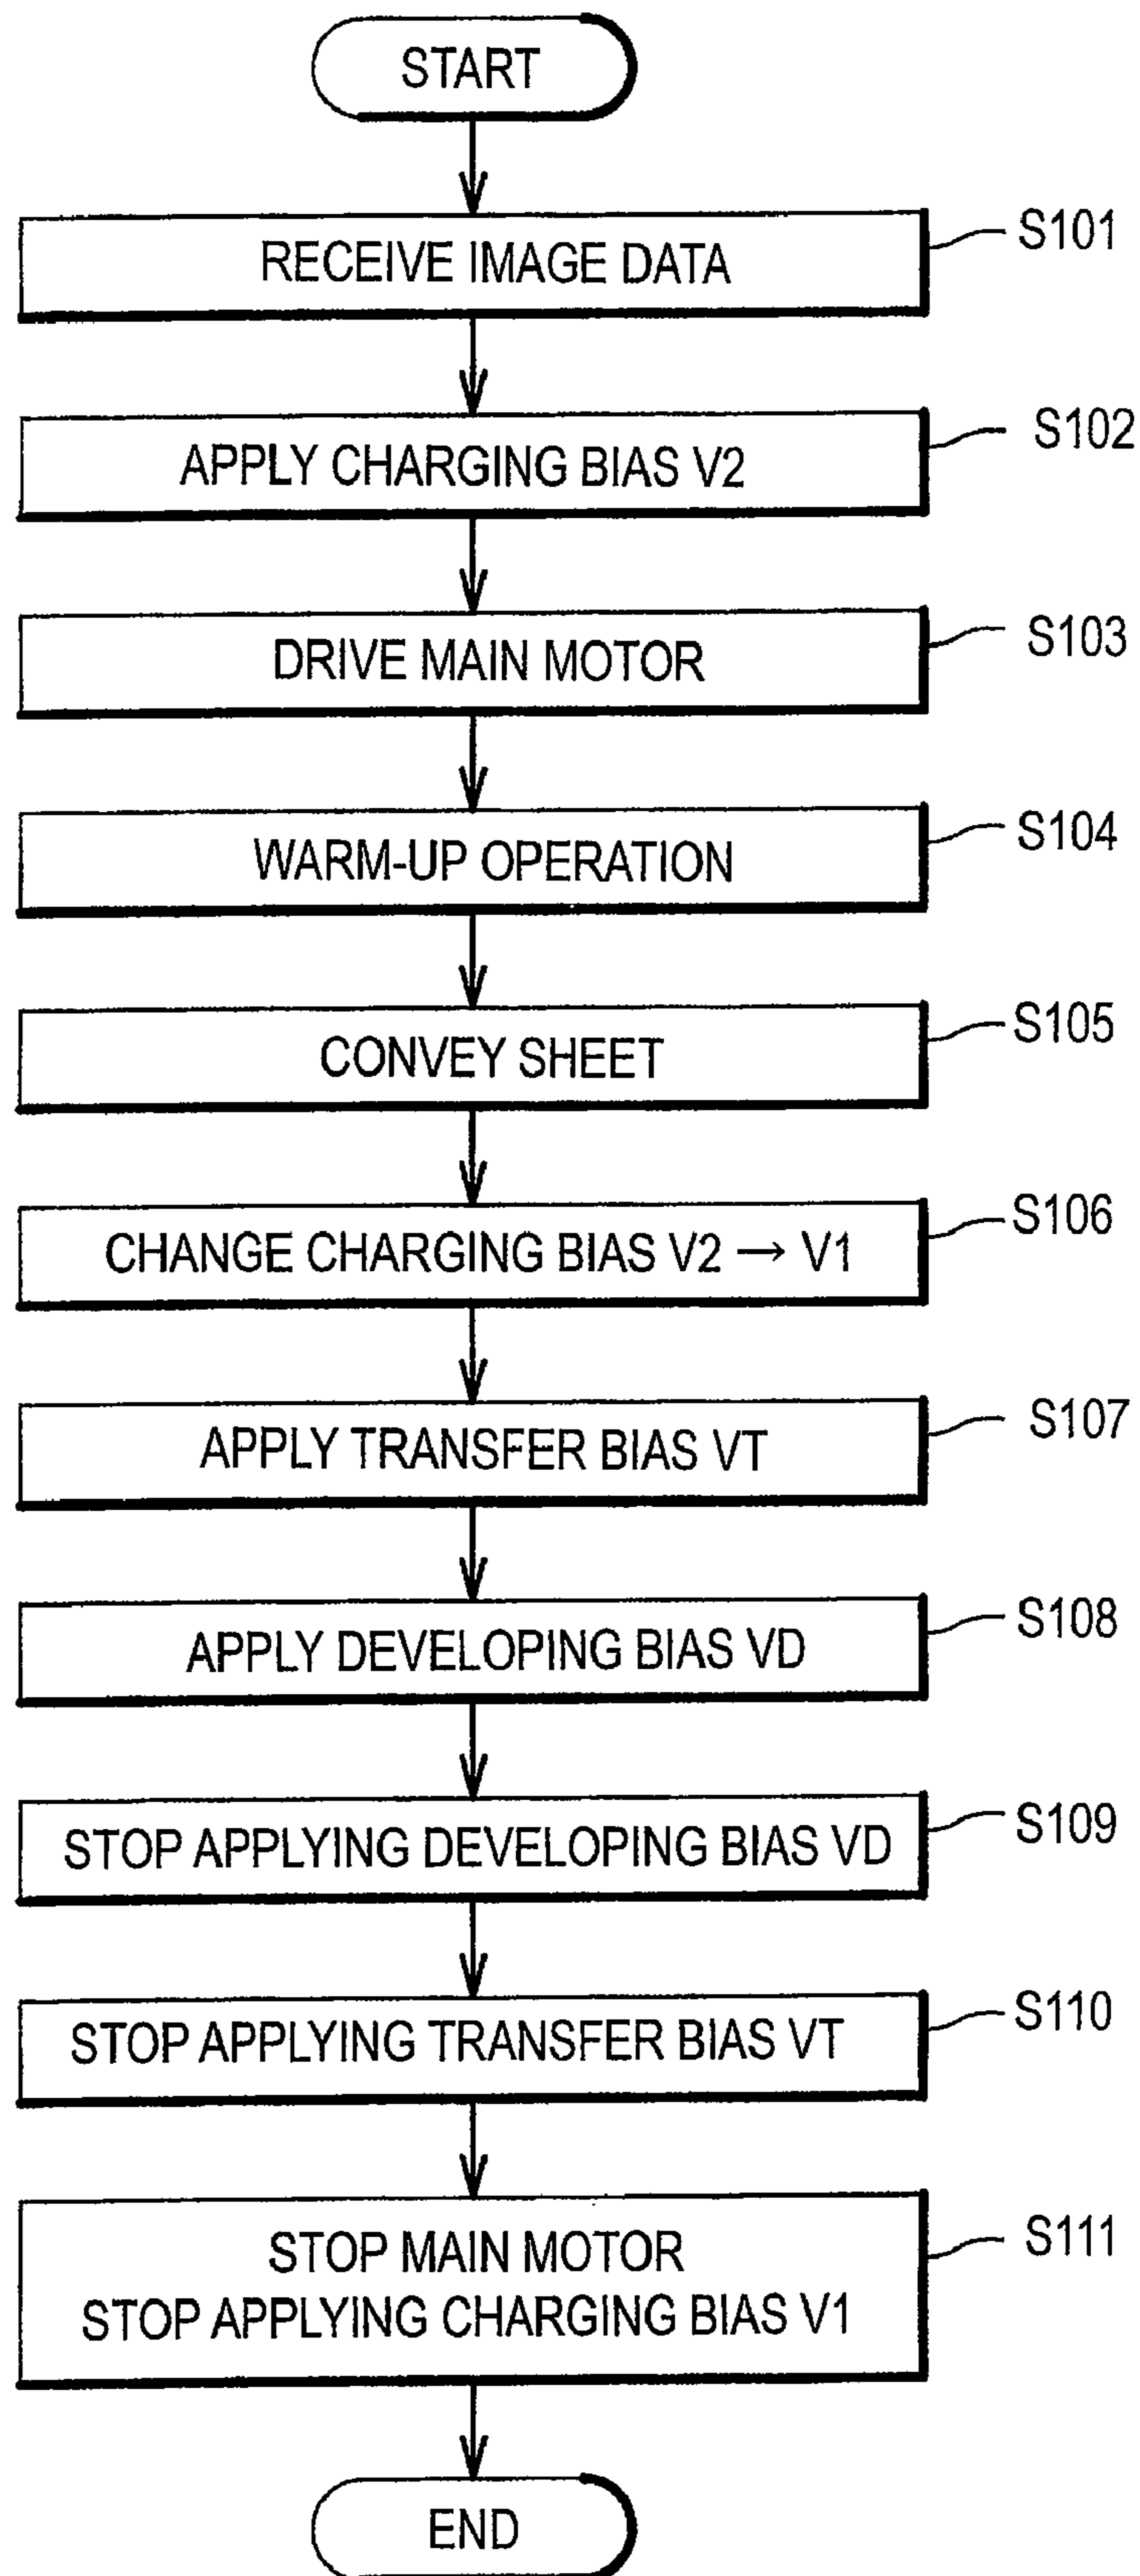 START
RECEIVE IMAGE DATA
S101
APPLY CHARGING BIAS V2
S102
DRIVE MAIN MOTOR
S103
WARM-UP OPERATION
S104
CONVEY SHEET
S105
CHANGE CHARGING BIAS V2 → V1
S106
APPLY TRANSFER BIAS VT
S107
APPLY DEVELOPING BIAS VD
S108
STOP APPLYING DEVELOPING BIAS VD
S109
STOP APPLYING TRANSFER BIAS VT
S110
STOP MAIN MOTOR
STOP APPLYING CHARGING BIAS V1
S111
END